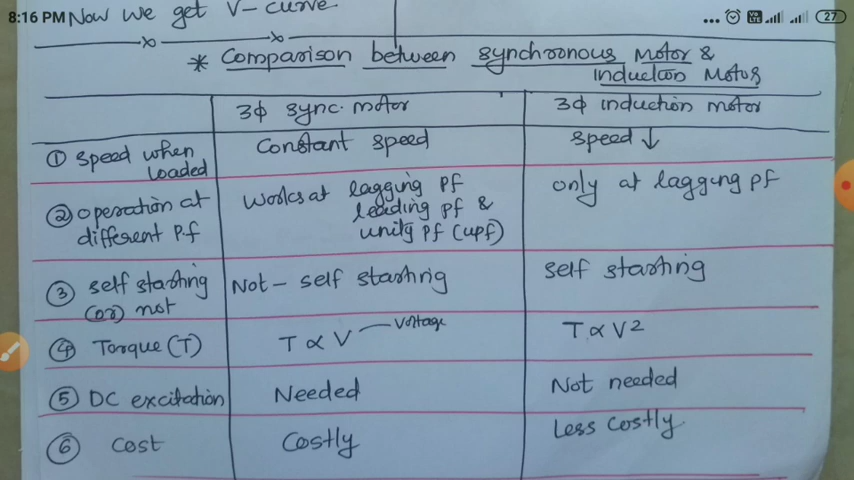 8:16 PM
27
Now we get V- curve
* Comparison between synchronous Motor &
Induction Motor
3ϕ sync. motor
3ϕ induction motor
① speed when
loaded
Constant speed
speed ↓
② operation at
different P.f
Works at lagging pf
leading pf &
unity pf (upf)
only at lagging pf
③ self starting
(or) not
Not - self starting
self starting
④ Torque (T)
T ∝ V
Voltage
T ∝ V²
⑤ DC excitation
Needed
Not needed
⑥ Cost
Costly
Less costly